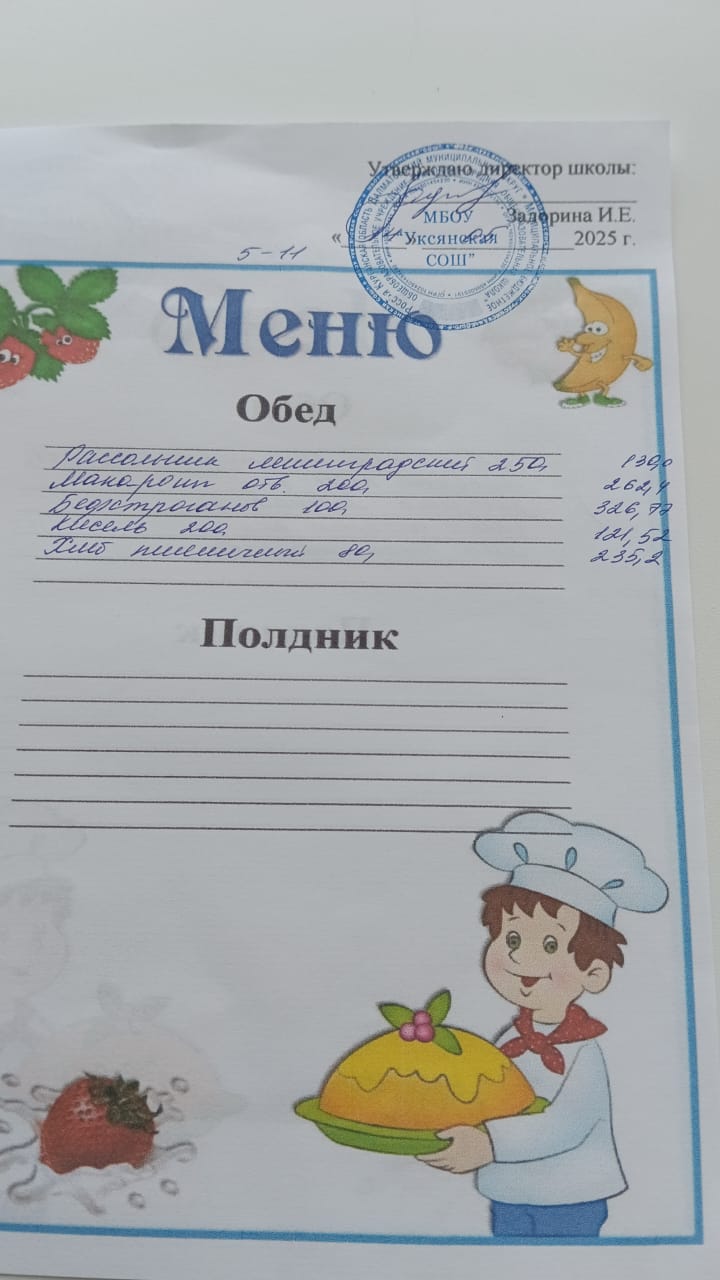 Утверждаю директор школы:
МБОУ
Задорина И.Е.
"Уксянская
2025 г.
СОШ"
5-11
Меню
Обед
Рассольник ленинградский 250, 130,0
Макароны отв. 200, 262,4
Бефстроганов 100, 326,77
Кисель 200, 121,52
Хлеб пшеничный 80, 235,2
Полдник